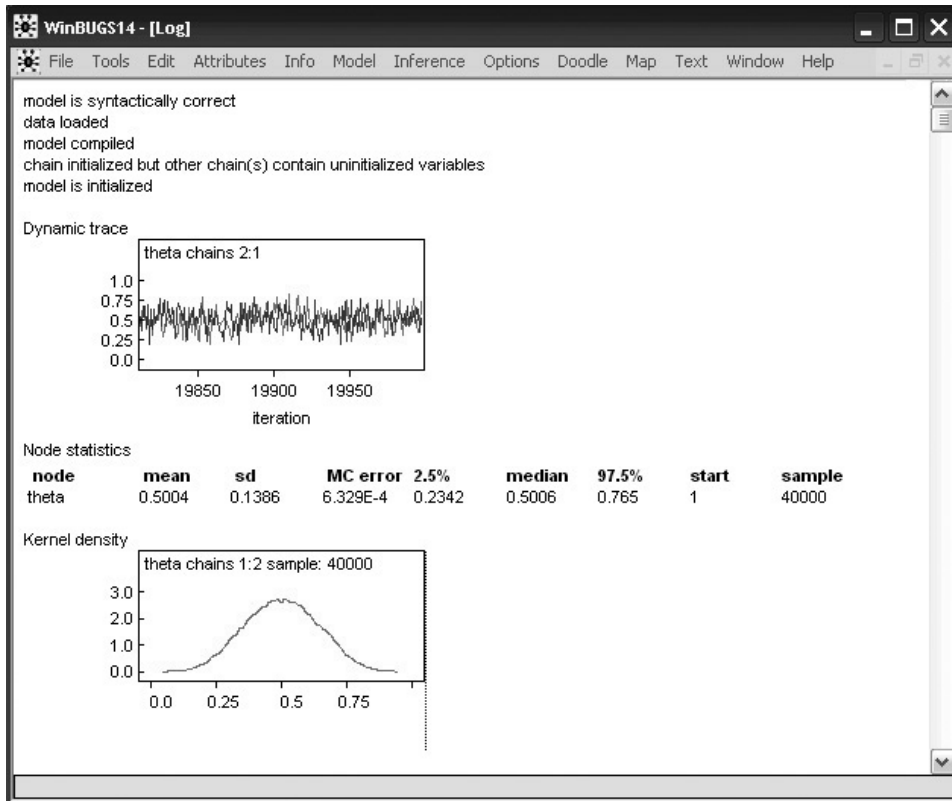 WinBUGS14 - [Log]
File Tools Edit Attributes Info Model Inference Options Doodle Map Text Window Help
model is syntactically correct
data loaded
model compiled
chain initialized but other chain(s) contain uninitialized variables
model is initialized
Dynamic trace
theta chains 2:1
1.0
0.75
0.5
0.25
0.0
19850 19900 19950
iteration
Node statistics
node mean sd MC error 2.5% median 97.5% start sample
theta 0.5004 0.1386 6.329E-4 0.2342 0.5006 0.765 1 40000
Kernel density
theta chains 1:2 sample: 40000
3.0
2.0
1.0
0.0
0.0 0.25 0.5 0.75